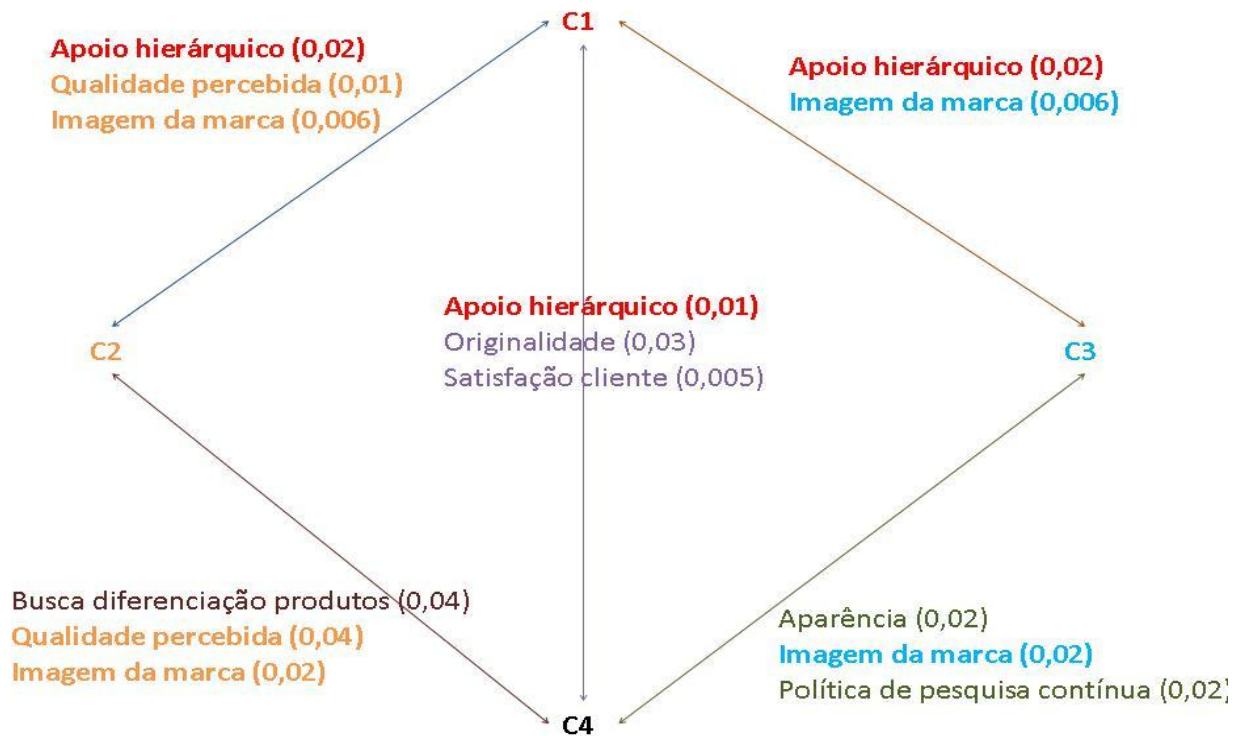 C1
Apoio hierárquico (0,02)
Qualidade percebida (0,01)
Imagem da marca (0,006)
Apoio hierárquico (0,02)
Imagem da marca (0,006)
Apoio hierárquico (0,01)
Originalidade (0,03)
Satisfação cliente (0,005)
C2
C3
Busca diferenciação produtos (0,04)
Qualidade percebida (0,04)
Imagem da marca (0,02)
Aparência (0,02)
Imagem da marca (0,02)
Política de pesquisa contínua (0,02)
C4